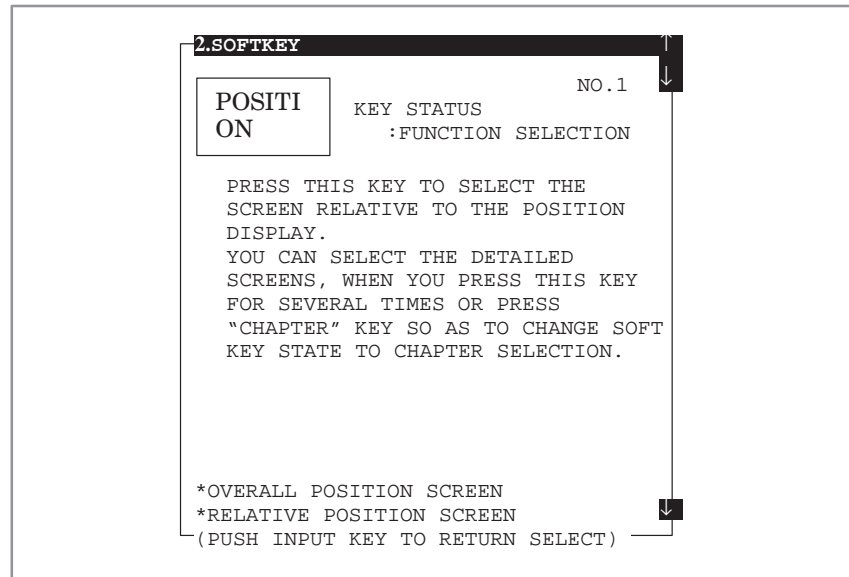 2.SOFTKEY ↑
↓
NO.1
POSITI
ON
KEY STATUS
:FUNCTION SELECTION
PRESS THIS KEY TO SELECT THE
SCREEN RELATIVE TO THE POSITION
DISPLAY.
YOU CAN SELECT THE DETAILED
SCREENS, WHEN YOU PRESS THIS KEY
FOR SEVERAL TIMES OR PRESS
“CHAPTER” KEY SO AS TO CHANGE SOFT
KEY STATE TO CHAPTER SELECTION.
*OVERALL POSITION SCREEN
*RELATIVE POSITION SCREEN ↓
(PUSH INPUT KEY TO RETURN SELECT)